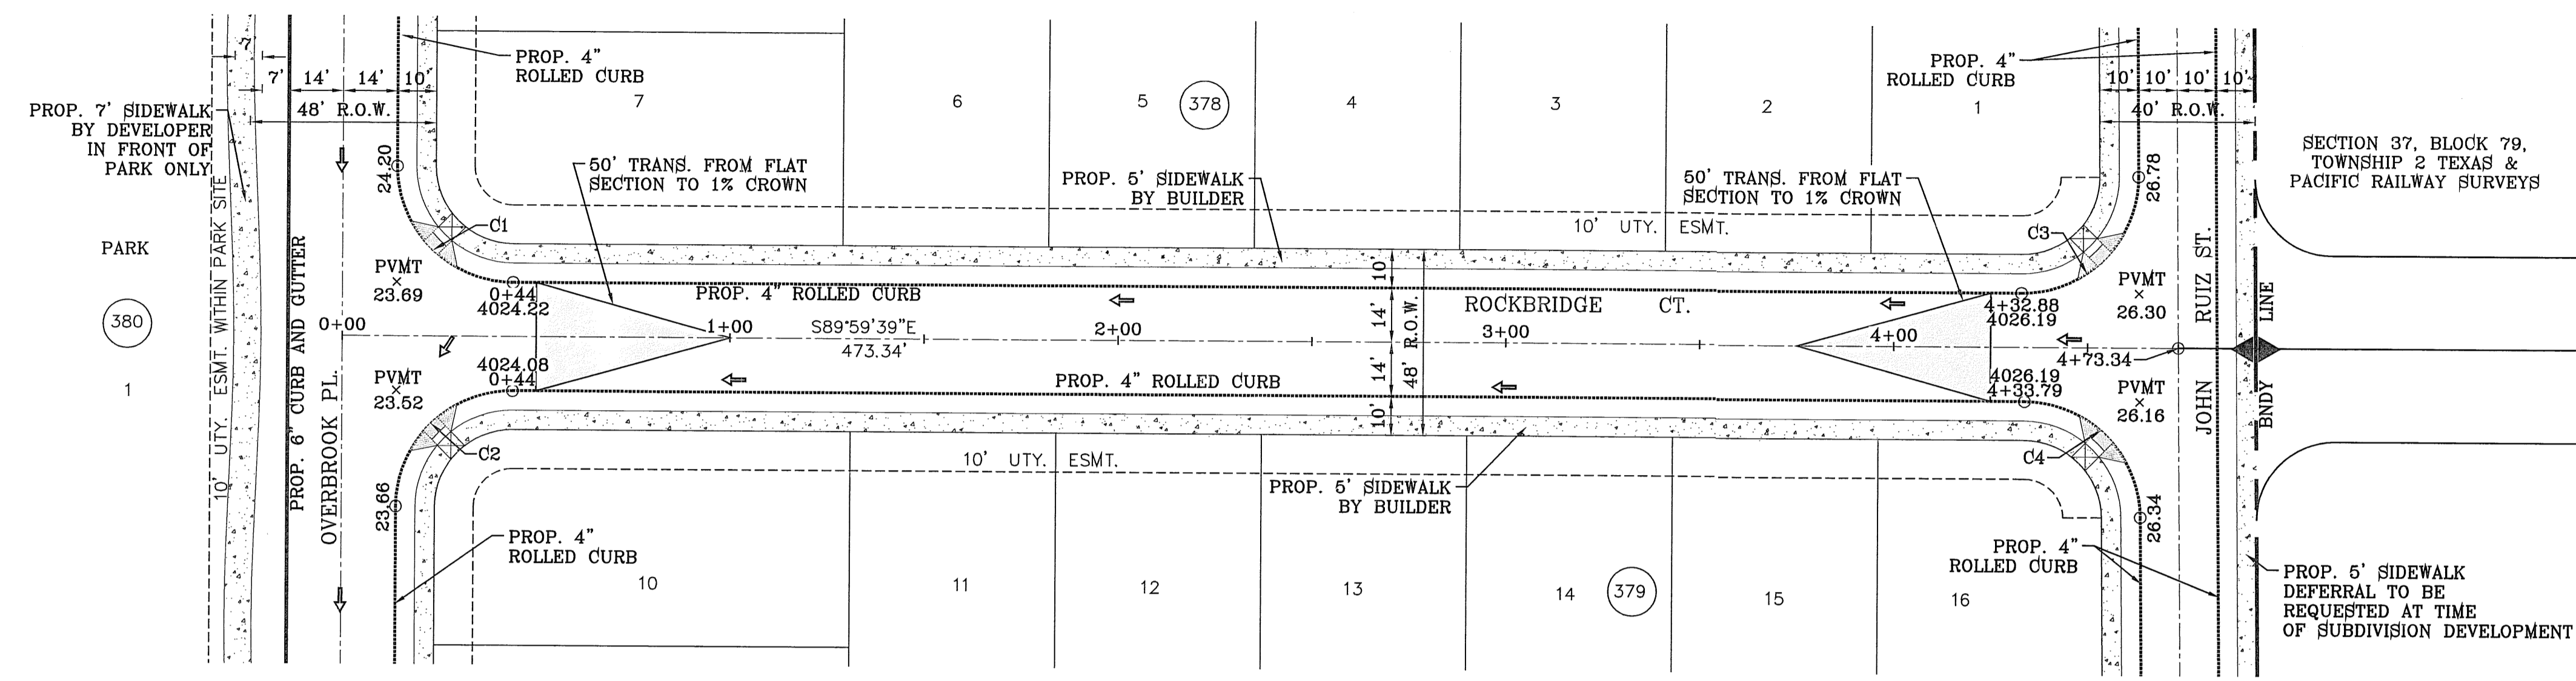 PROP. 4"
ROLLED CURB
7'
7'
14'
14'
10'
48' R.O.W.
PROP. 7' SIDEWALK
BY DEVELOPER
IN FRONT OF
PARK ONLY
24.20
50' TRANS. FROM FLAT
SECTION TO 1% CROWN
7
6
5
378
4
3
2
1
PROP. 5' SIDEWALK
BY BUILDER
50' TRANS. FROM FLAT
SECTION TO 1% CROWN
PROP. 4"
ROLLED CURB
10'
10'
10'
10'
40' R.O.W.
26.78
SECTION 37, BLOCK 79,
TOWNSHIP 2 TEXAS &
PACIFIC RAILWAY SURVEYS
10' UTY. ESMT.
C1
C3
PARK
380
1
10' UTY. ESMT. WITHIN PARK SITE
PROP. 6" CURB AND GUTTER
OVERBROOK PL.
PVMT
23.69
0+44
4024.22
PROP. 4" ROLLED CURB
10'
14'
14'
10'
48' R.O.W.
ROCKBRIDGE CT.
4+32.88
4026.19
PVMT
26.30
JOHN RUIZ ST.
BNDY LINE
0+00
1+00
S89°59'39"E
473.34'
2+00
3+00
4+00
4+73.34
4024.08
0+44
PVMT
23.52
PROP. 4" ROLLED CURB
4026.19
4+33.79
PVMT
26.16
C2
C4
10' UTY. ESMT.
23.66
PROP. 5' SIDEWALK
BY BUILDER
26.34
PROP. 4"
ROLLED CURB
10
11
12
13
14
379
15
16
PROP. 4"
ROLLED CURB
PROP. 5' SIDEWALK
DEFERRAL TO BE
REQUESTED AT TIME
OF SUBDIVISION DEVELOPMENT